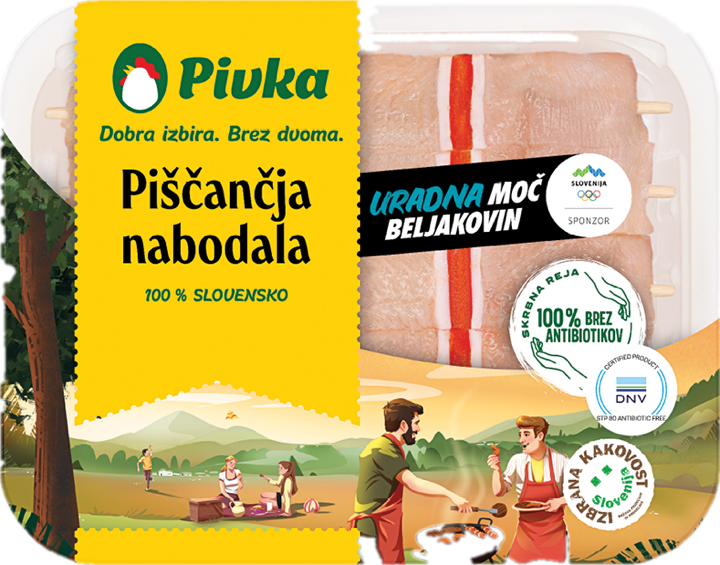 Pivka
Dobra izbira. Brez dvoma.
Piščančja
nabodala
100 % SLOVENSKO
URADNA MOČ
BELJAKOVIN
SLOVENIJA
SPONZOR
SKRBNA REJA
100% BREZ
ANTIBIOTIKOV
CERTIFIED PRODUCT
DNV
STP 80 ANTIBIOTIC FREE
IZBRANA KAKOVOST
Slovenija